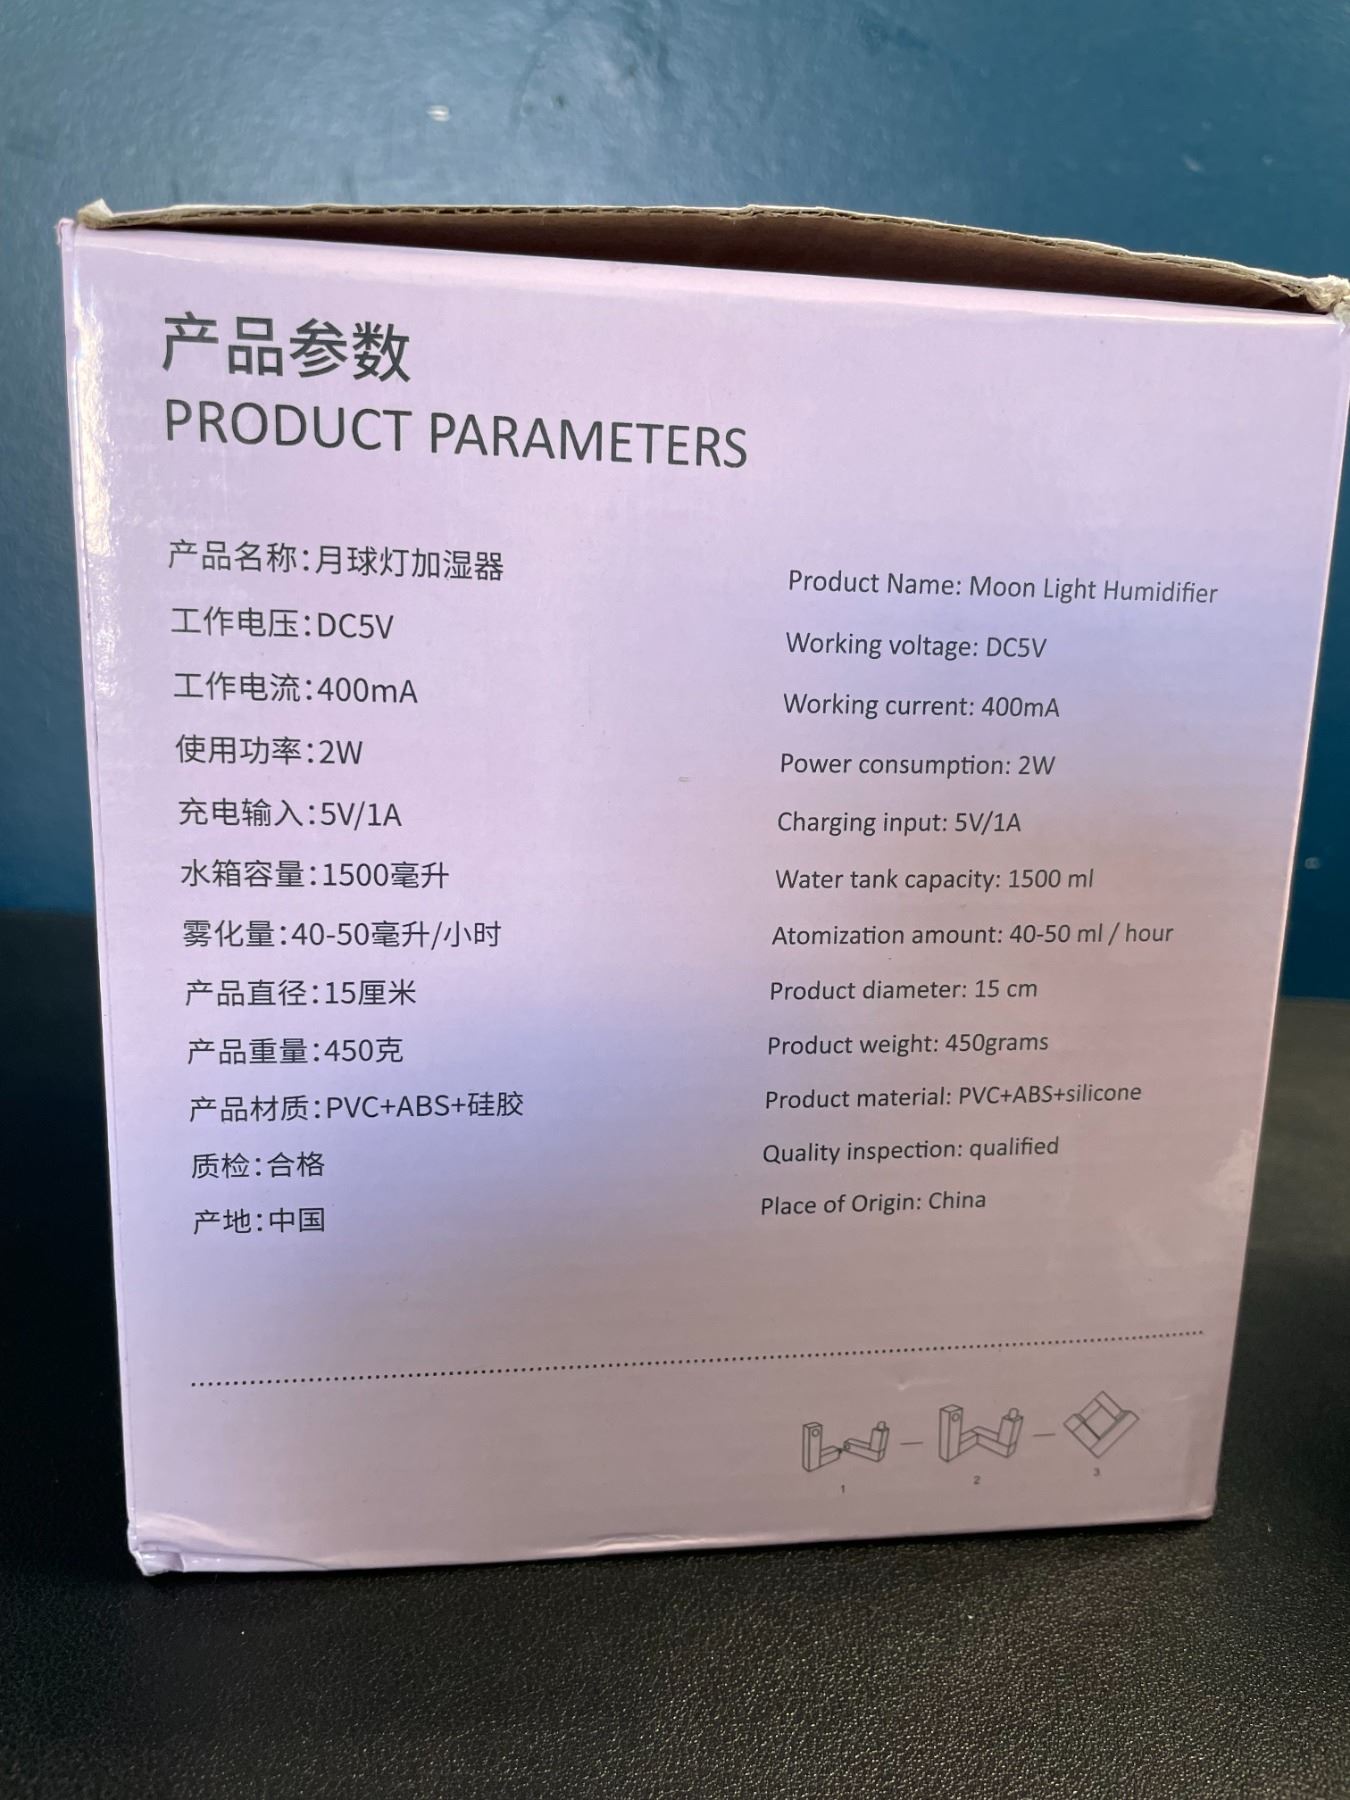 产品参数
PRODUCT PARAMETERS
产品名称:月球灯加湿器
工作电压:DC5V
工作电流:400mA
使用功率:2W
充电输入:5V/1A
水箱容量:1500毫升
雾化量:40-50毫升/小时
产品直径:15厘米
产品重量:450克
产品材质:PVC+ABS+硅胶
质检:合格
产地:中国
Product Name: Moon Light Humidifier
Working voltage: DC5V
Working current: 400mA
Power consumption: 2W
Charging input: 5V/1A
Water tank capacity: 1500 ml
Atomization amount: 40-50 ml / hour
Product diameter: 15 cm
Product weight: 450grams
Product material: PVC+ABS+silicone
Quality inspection: qualified
Place of Origin: China
1 2 3